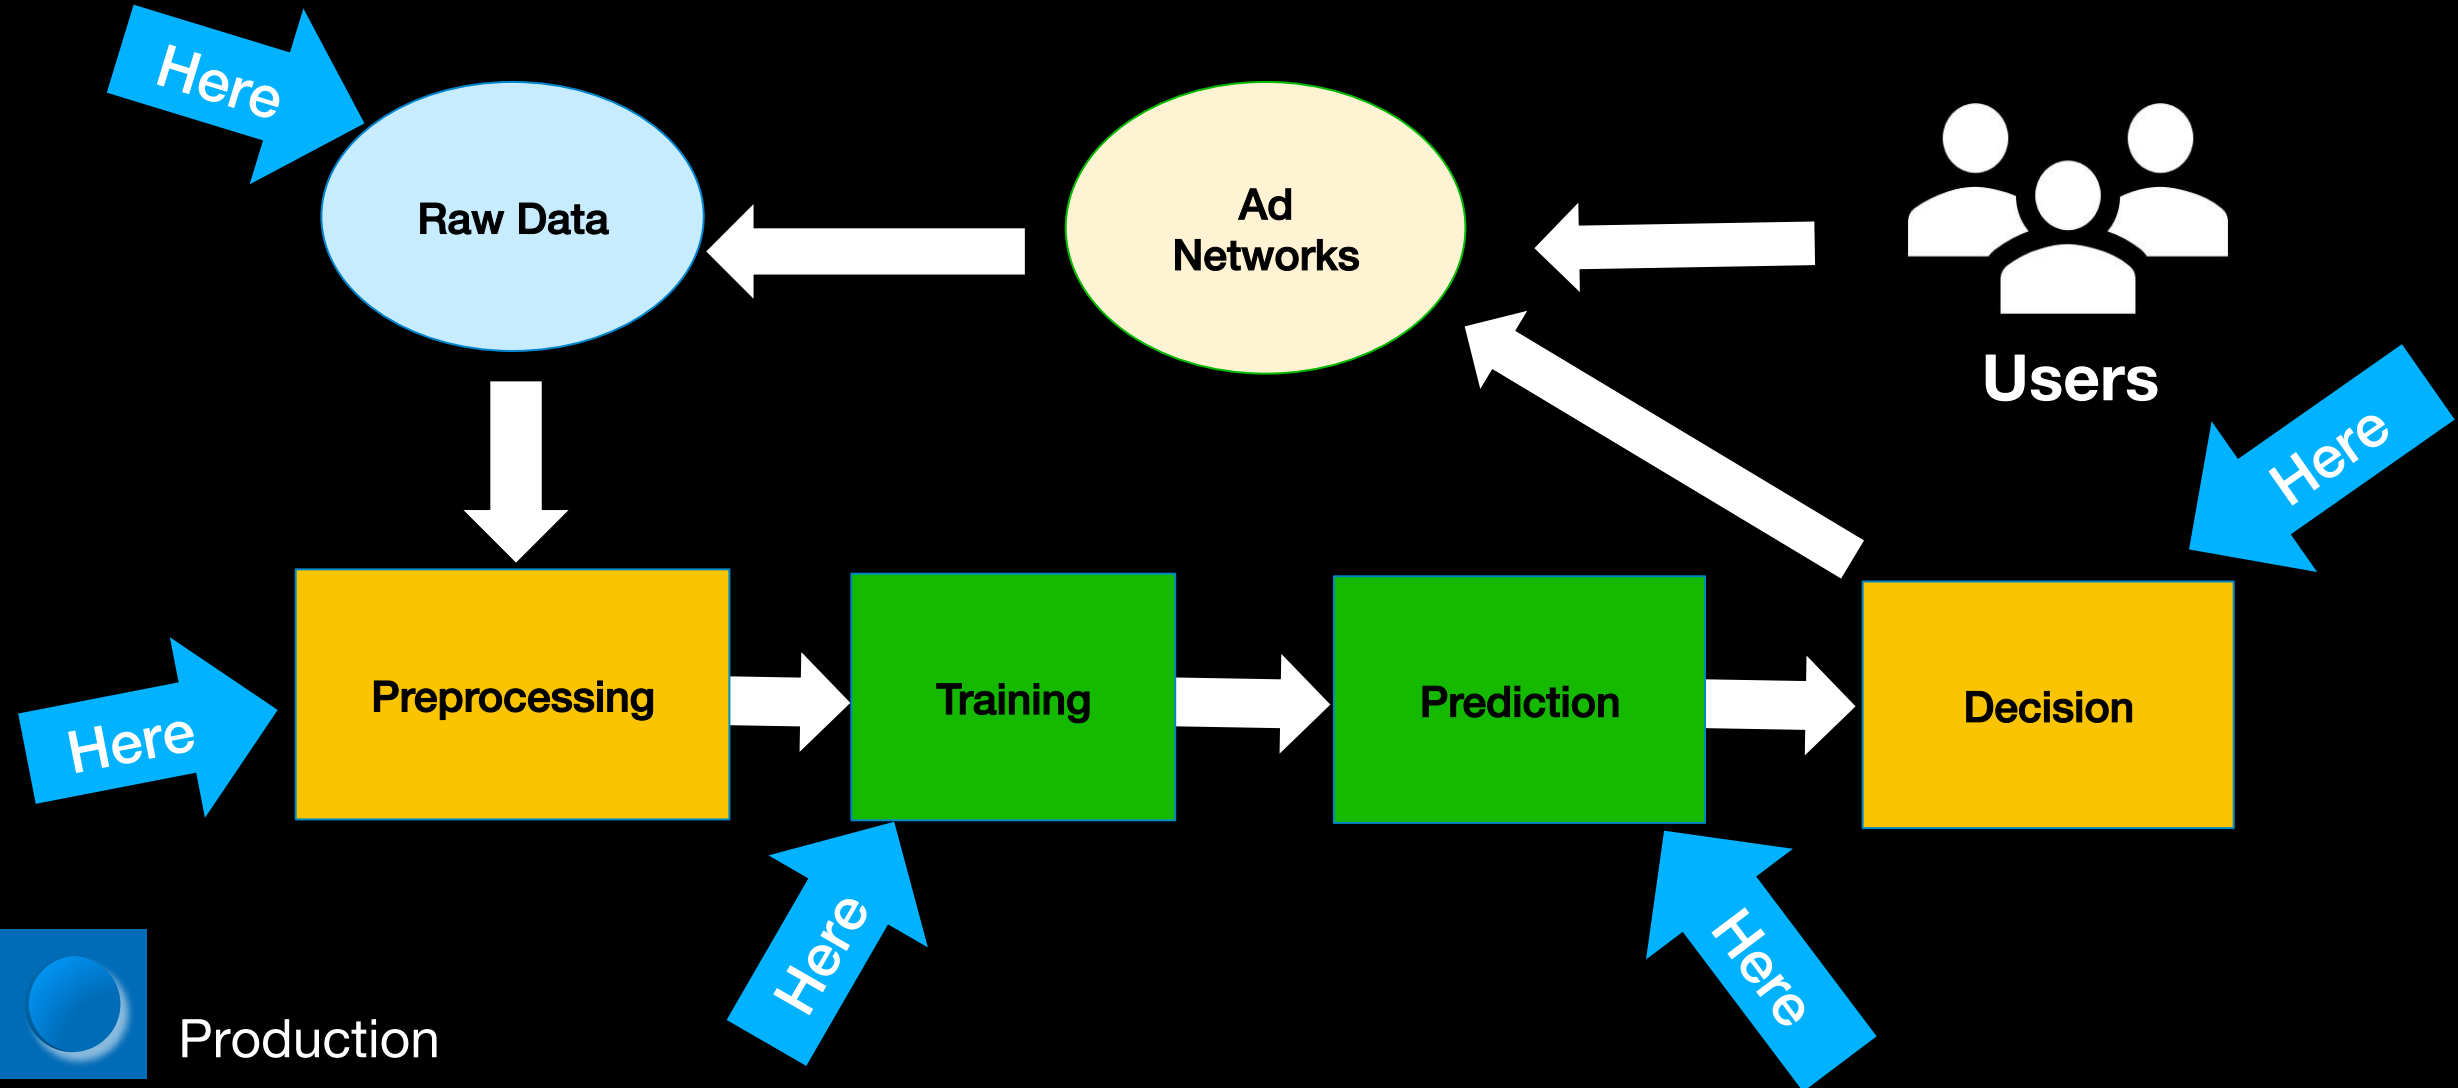 Here
Raw Data
Ad
Networks
Users
Here
Preprocessing
Training
Prediction
Decision
Here
Here
Here
Production